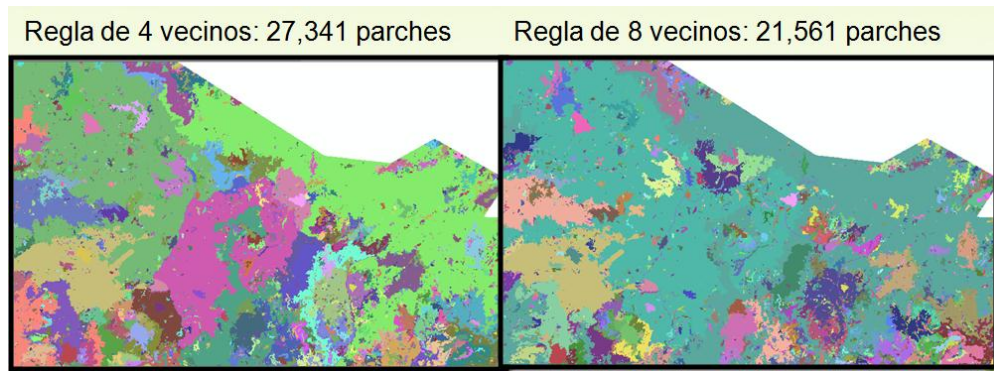 Regla de 4 vecinos: 27,341 parches
Regla de 8 vecinos: 21,561 parches